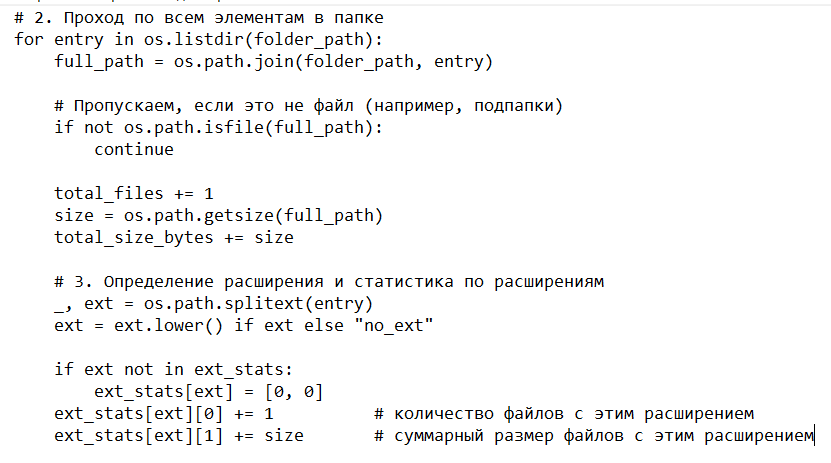 # 2. Проход по всем элементам в папке
for entry in os.listdir(folder_path):
    full_path = os.path.join(folder_path, entry)

    # Пропускаем, если это не файл (например, подпапки)
    if not os.path.isfile(full_path):
        continue

    total_files += 1
    size = os.path.getsize(full_path)
    total_size_bytes += size

    # 3. Определение расширения и статистика по расширениям
    _, ext = os.path.splitext(entry)
    ext = ext.lower() if ext else "no_ext"

    if ext not in ext_stats:
        ext_stats[ext] = [0, 0]
    ext_stats[ext][0] += 1          # количество файлов с этим расширением
    ext_stats[ext][1] += size       # суммарный размер файлов с этим расширением